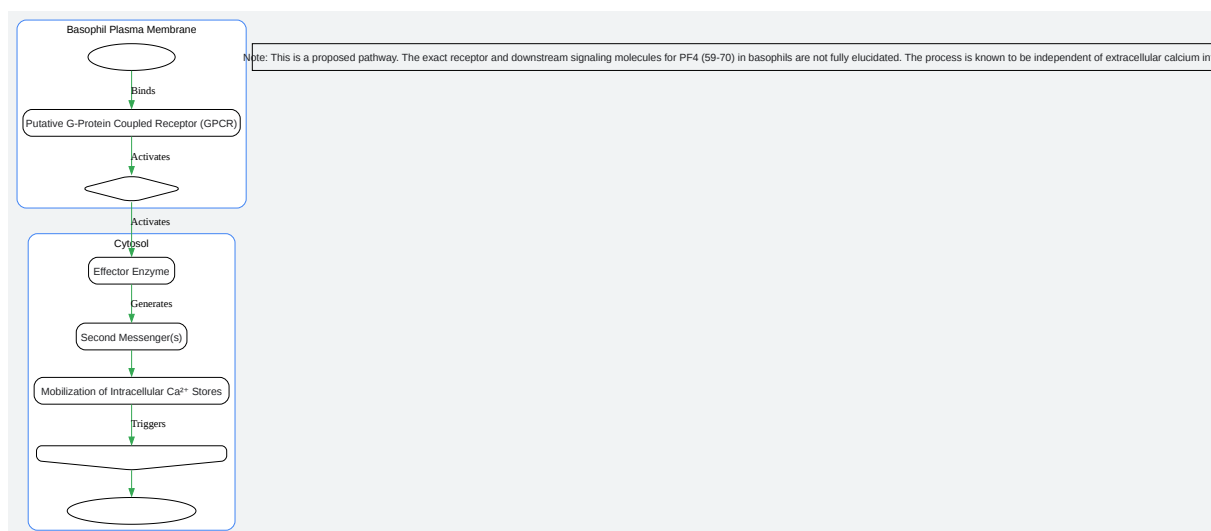 Basophil Plasma Membrane
Note: This is a proposed pathway. The exact receptor and downstream signaling molecules for PF4 (59-70) in basophils are not fully elucidated. The process is known to be independent of extracellular calcium
Binds
Putative G-Protein Coupled Receptor (GPCR)
Activates
Activates
Cytosol
Effector Enzyme
Generates
Second Messenger(s)
Mobilization of Intracellular Ca²⁺ Stores
Triggers